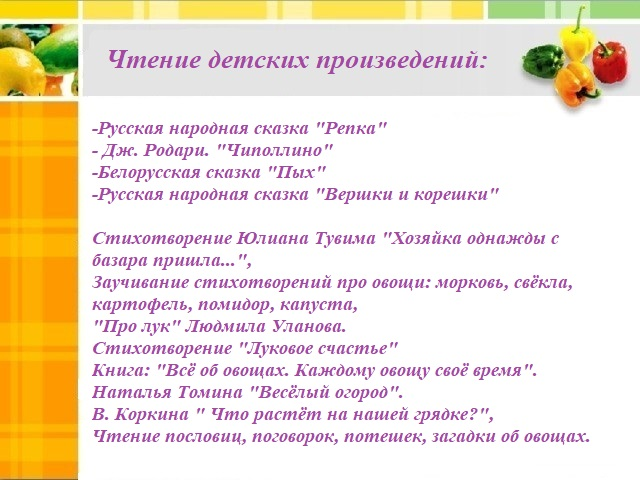 Чтение детских произведений:
-Русская народная сказка "Репка"
- Дж. Родари. "Чиполлино"
-Белорусская сказка "Пых"
-Русская народная сказка "Вершки и корешки"
Стихотворение Юлиана Тувима "Хозяйка однажды с
базара пришла...",
Заучивание стихотворений про овощи: морковь, свёкла,
картофель, помидор, капуста,
"Про лук" Людмила Уланова.
Стихотворение "Луковое счастье"
Книга: "Всё об овощах. Каждому овощу своё время".
Наталья Томина "Весёлый огород".
В. Коркина " Что растёт на нашей грядке?",
Чтение пословиц, поговорок, потешек, загадки об овощах.